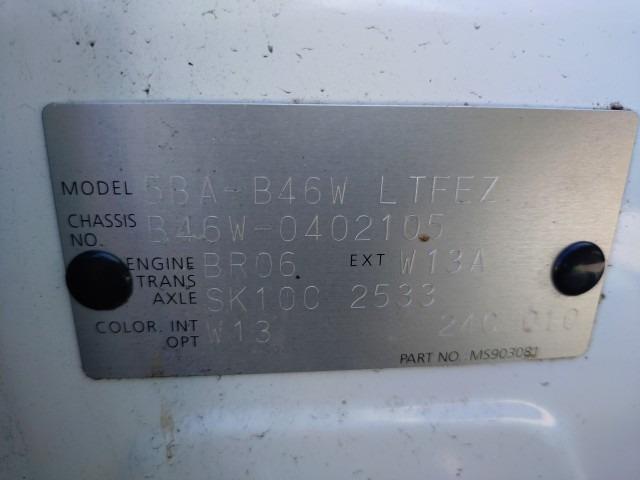 MODEL 5BA-B46W LTFEZ
CHASSIS NO. B46W-0402105
ENGINE BR06 EXT W13A
TRANS AXLE SK10C 2533
COLOR. INT OPT W13 24C 010
PART NO. MS903081